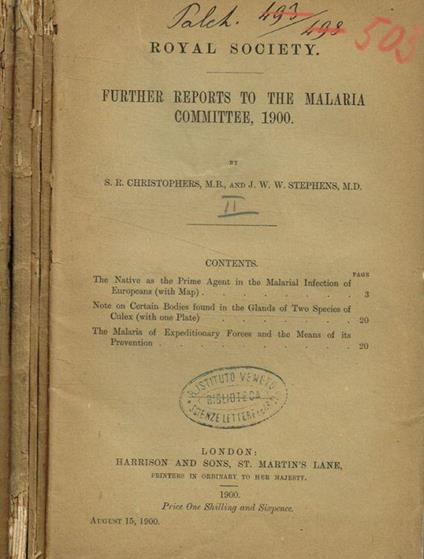 Palch. 493/498 503
ROYAL SOCIETY.
FURTHER REPORTS TO THE MALARIA
COMMITTEE, 1900.
BY
S. R. CHRISTOPHERS, M.B., AND J. W. W. STEPHENS, M.D.
II
CONTENTS.
PAGE
The Native as the Prime Agent in the Malarial Infection of
Europeans (with Map) . . . . . . . . . 3
Note on Certain Bodies found in the Glands of Two Species of
Culex (with one Plate) . . . . . . . . 20
The Malaria of Expeditionary Forces and the Means of its
Prevention . . . . . . . . . . . 20
R. ISTITUTO VENETO
BIBLIOTECA
SCIENZE LETTERE
LONDON:
HARRISON AND SONS, ST. MARTIN'S LANE,
PRINTERS IN ORDINARY TO HER MAJESTY.
1900.
Price One Shilling and Sixpence.
AUGUST 15, 1900.